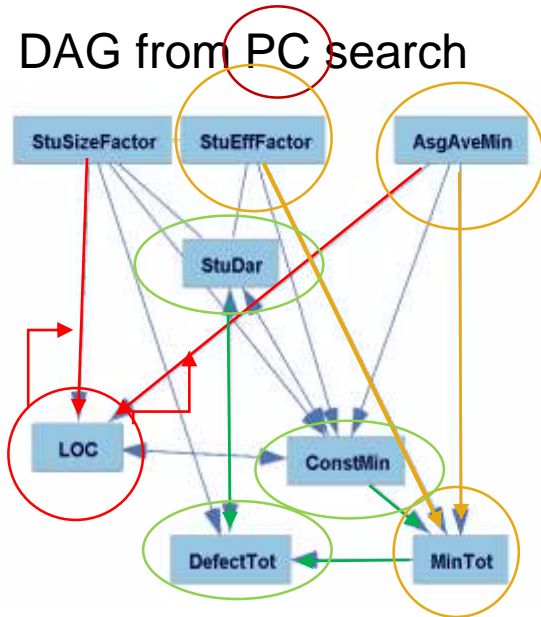 DAG from PC search
StuSizeFactor StuEffFactor AsgAveMin
StuDar
LOC
ConstMin
DefectTot MinTot